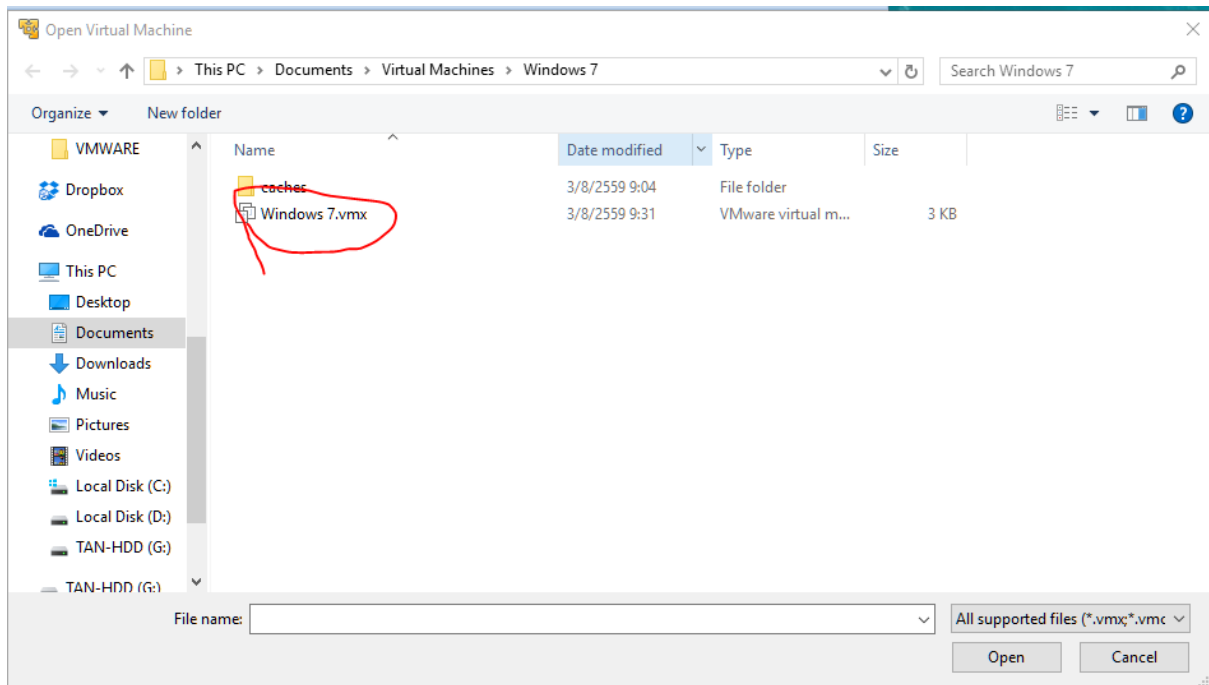 Open Virtual Machine
This PC > Documents > Virtual Machines > Windows 7
Search Windows 7
Organize
New folder
VMWARE
Dropbox
OneDrive
This PC
Desktop
Documents
Downloads
Music
Pictures
Videos
Local Disk (C:)
Local Disk (D:)
TAN-HDD (G:)
TAN-HDD (G:)
Name Date modified Type Size
caches 3/8/2559 9:04 File folder
Windows 7.vmx 3/8/2559 9:31 VMware virtual m... 3 KB
File name:
All supported files (*.vmx;*.vmc
Open Cancel